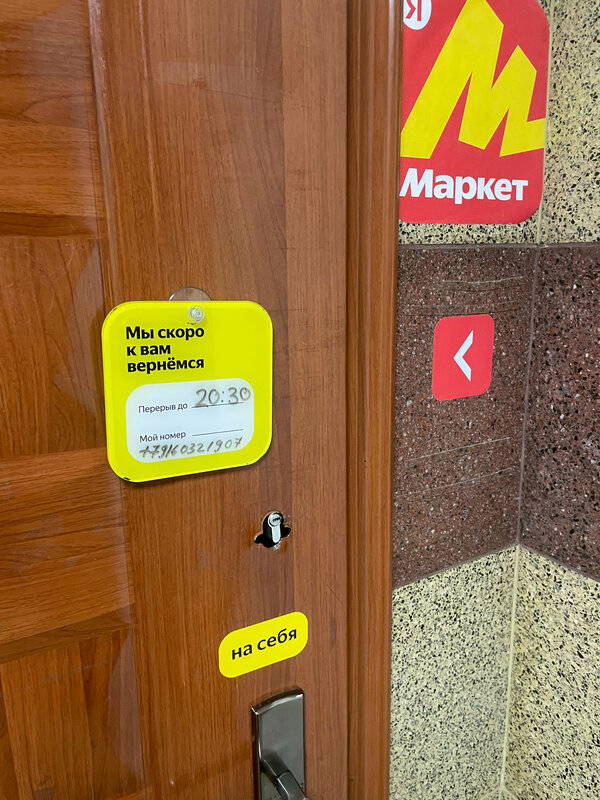 Мы скоро
к вам
вернёмся
Перерыв до 20:30
Мой номер
+79160321907
на себя
Я
Маркет